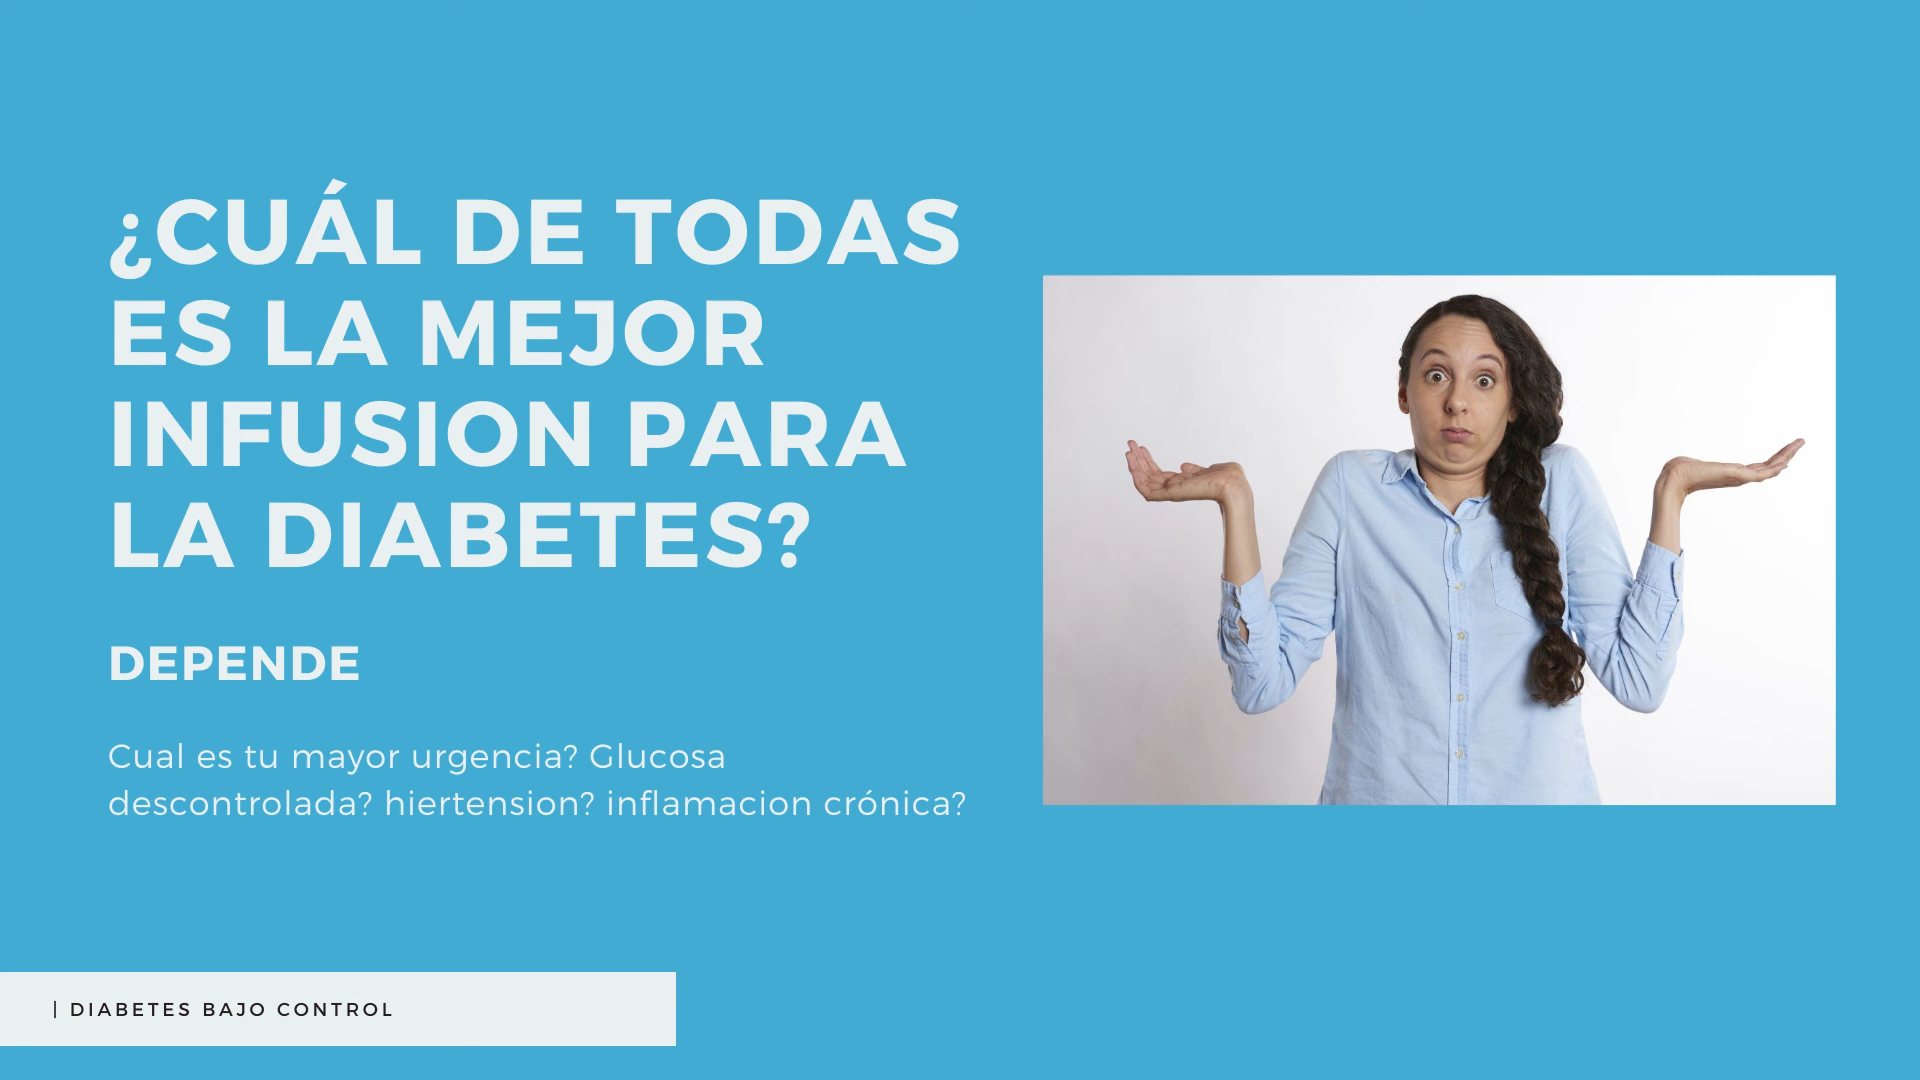 ¿CUÁL DE TODAS
ES LA MEJOR
INFUSION PARA
LA DIABETES?
DEPENDE
Cual es tu mayor urgencia? Glucosa
descontrolada? hiertension? inflamacion crónica?
| DIABETES BAJO CONTROL